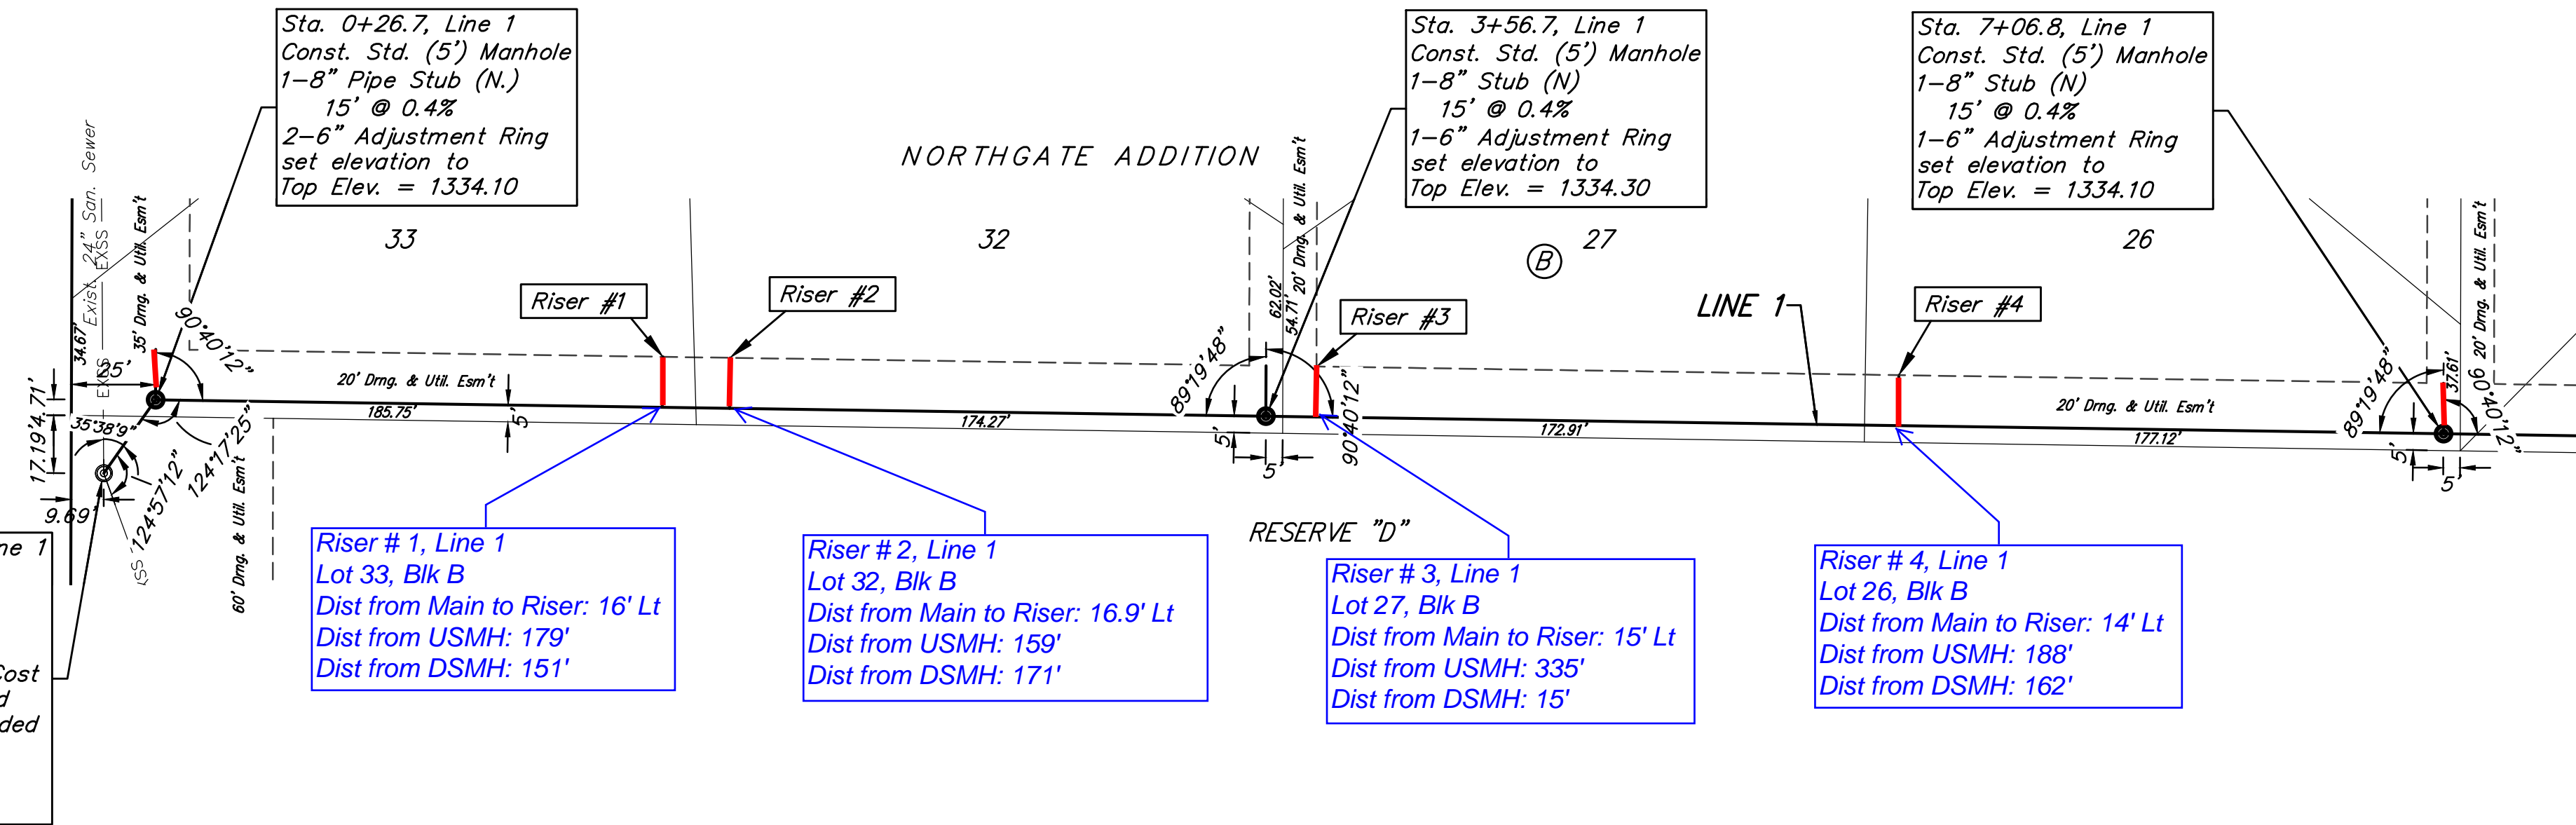 Sta. 0+26.7, Line 1
Const. Std. (5') Manhole
1-8" Pipe Stub (N.)
15' @ 0.4%
2-6" Adjustment Ring
set elevation to
Top Elev. = 1334.10
Sta. 3+56.7, Line 1
Const. Std. (5') Manhole
1-8" Stub (N)
15' @ 0.4%
1-6" Adjustment Ring
set elevation to
Top Elev. = 1334.30
Sta. 7+06.8, Line 1
Const. Std. (5') Manhole
1-8" Stub (N)
15' @ 0.4%
1-6" Adjustment Ring
set elevation to
Top Elev. = 1334.10
NORTHGATE ADDITION
33
32
27
B
26
Exist. 24" San. Sewer
EXSS
EXSS
35' Drng. & Util. Esm't
34.67'
25'
90°40'12"
Riser #1
Riser #2
62.02'
54.71'
20' Drng. & Util. Esm't
Riser #3
LINE 1
Riser #4
37.61'
20' Drng. & Util. Esm't
20' Drng. & Util. Esm't
185.75'
5'
174.27'
89°19'48"
90°40'12"
5'
5'
172.91'
20' Drng. & Util. Esm't
177.12'
89°19'48"
90°40'12"
5'
5'
4.71'
17.19'
35°38'9"
124°17'25"
124°57'12"
9.69'
60' Drng. & Util. Esm't
RESERVE "D"
ne 1
Cost
d
ded
Riser # 1, Line 1
Lot 33, Blk B
Dist from Main to Riser: 16' Lt
Dist from USMH: 179'
Dist from DSMH: 151'
Riser # 2, Line 1
Lot 32, Blk B
Dist from Main to Riser: 16.9' Lt
Dist from USMH: 159'
Dist from DSMH: 171'
Riser # 3, Line 1
Lot 27, Blk B
Dist from Main to Riser: 15' Lt
Dist from USMH: 335'
Dist from DSMH: 15'
Riser # 4, Line 1
Lot 26, Blk B
Dist from Main to Riser: 14' Lt
Dist from USMH: 188'
Dist from DSMH: 162'